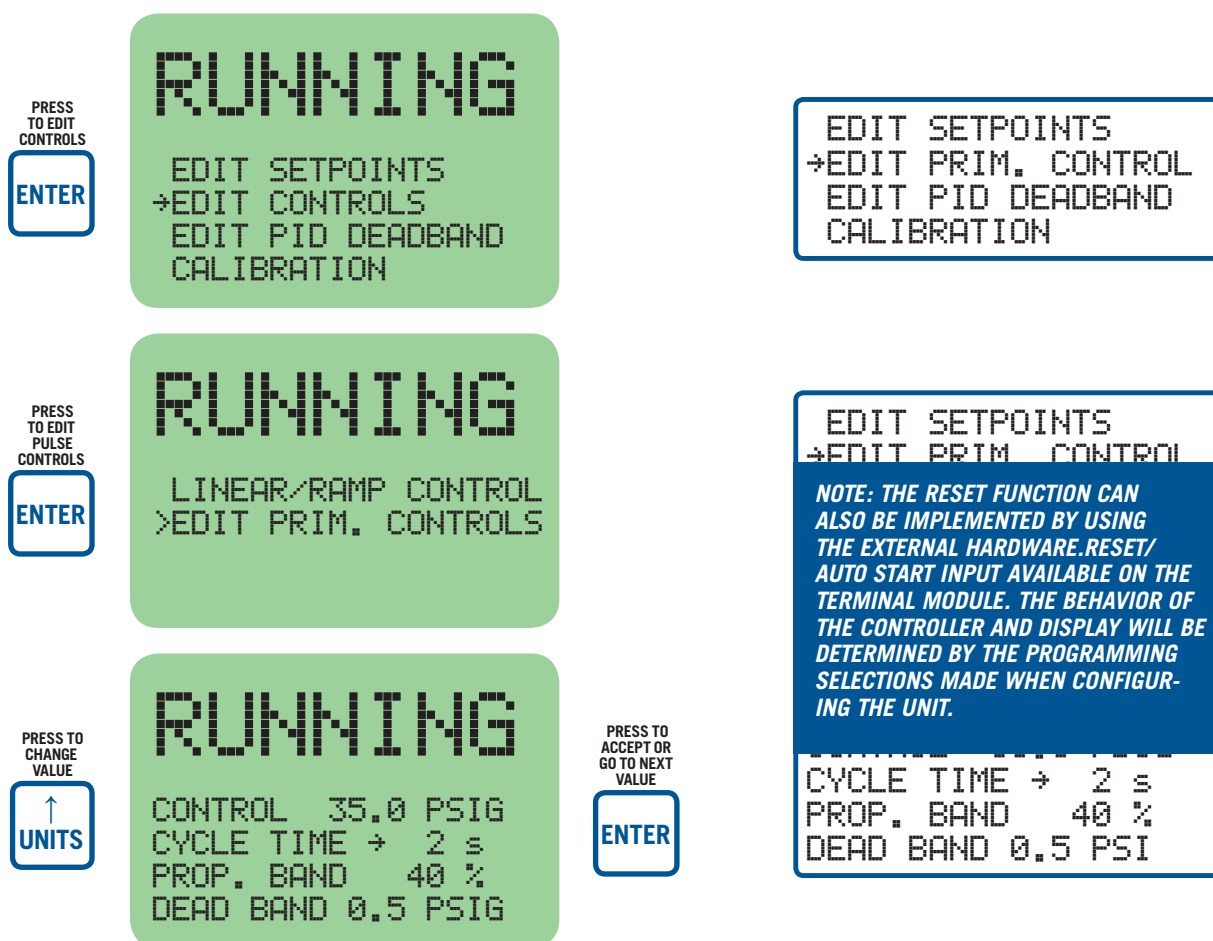 PRESS
TO EDIT
CONTROLS
ENTER
RUNNING
EDIT SETPOINTS
→EDIT CONTROLS
EDIT PID DEADBAND
CALIBRATION
EDIT SETPOINTS
→EDIT PRIM. CONTROL
EDIT PID DEADBAND
CALIBRATION
PRESS
TO EDIT
PULSE
CONTROLS
ENTER
RUNNING
LINEAR/RAMP CONTROL
>EDIT PRIM. CONTROLS
PRESS TO
CHANGE
VALUE
↑
UNITS
RUNNING
CONTROL 35.0 PSIG
CYCLE TIME → 2 s
PROP. BAND 40 %
DEAD BAND 0.5 PSIG
PRESS TO
ACCEPT OR
GO TO NEXT
VALUE
ENTER
EDIT SETPOINTS
→EDIT PRIM. CONTROL
NOTE: THE RESET FUNCTION CAN
ALSO BE IMPLEMENTED BY USING
THE EXTERNAL HARDWARE.RESET/
AUTO START INPUT AVAILABLE ON THE
TERMINAL MODULE. THE BEHAVIOR OF
THE CONTROLLER AND DISPLAY WILL BE
DETERMINED BY THE PROGRAMMING
SELECTIONS MADE WHEN CONFIGUR-
ING THE UNIT.
CYCLE TIME → 2 s
PROP. BAND 40 %
DEAD BAND 0.5 PSI